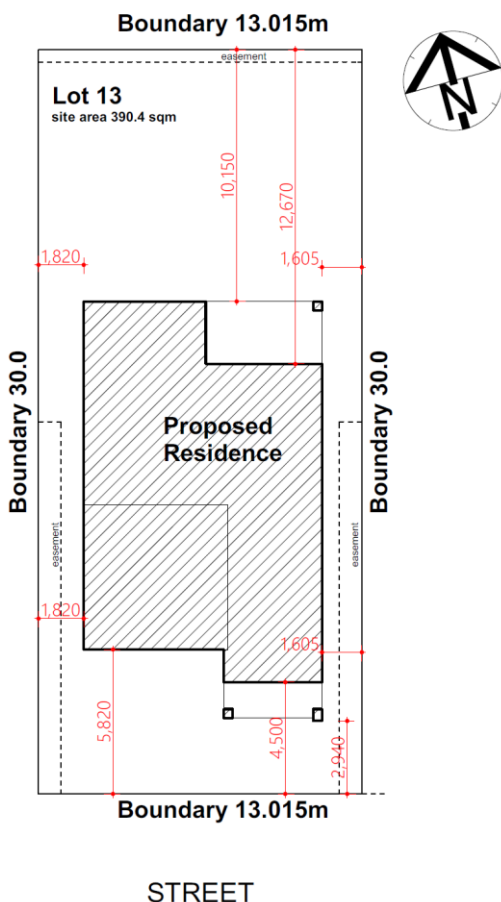 Boundary 13.015m
easement
Lot 13
site area 390.4 sqm
N
10,150
12,670
1,820
1,605
Boundary 30.0
Boundary 30.0
Proposed
Residence
easement
easement
1,820
1,605
5,820
4,500
2,940
Boundary 13.015m
STREET